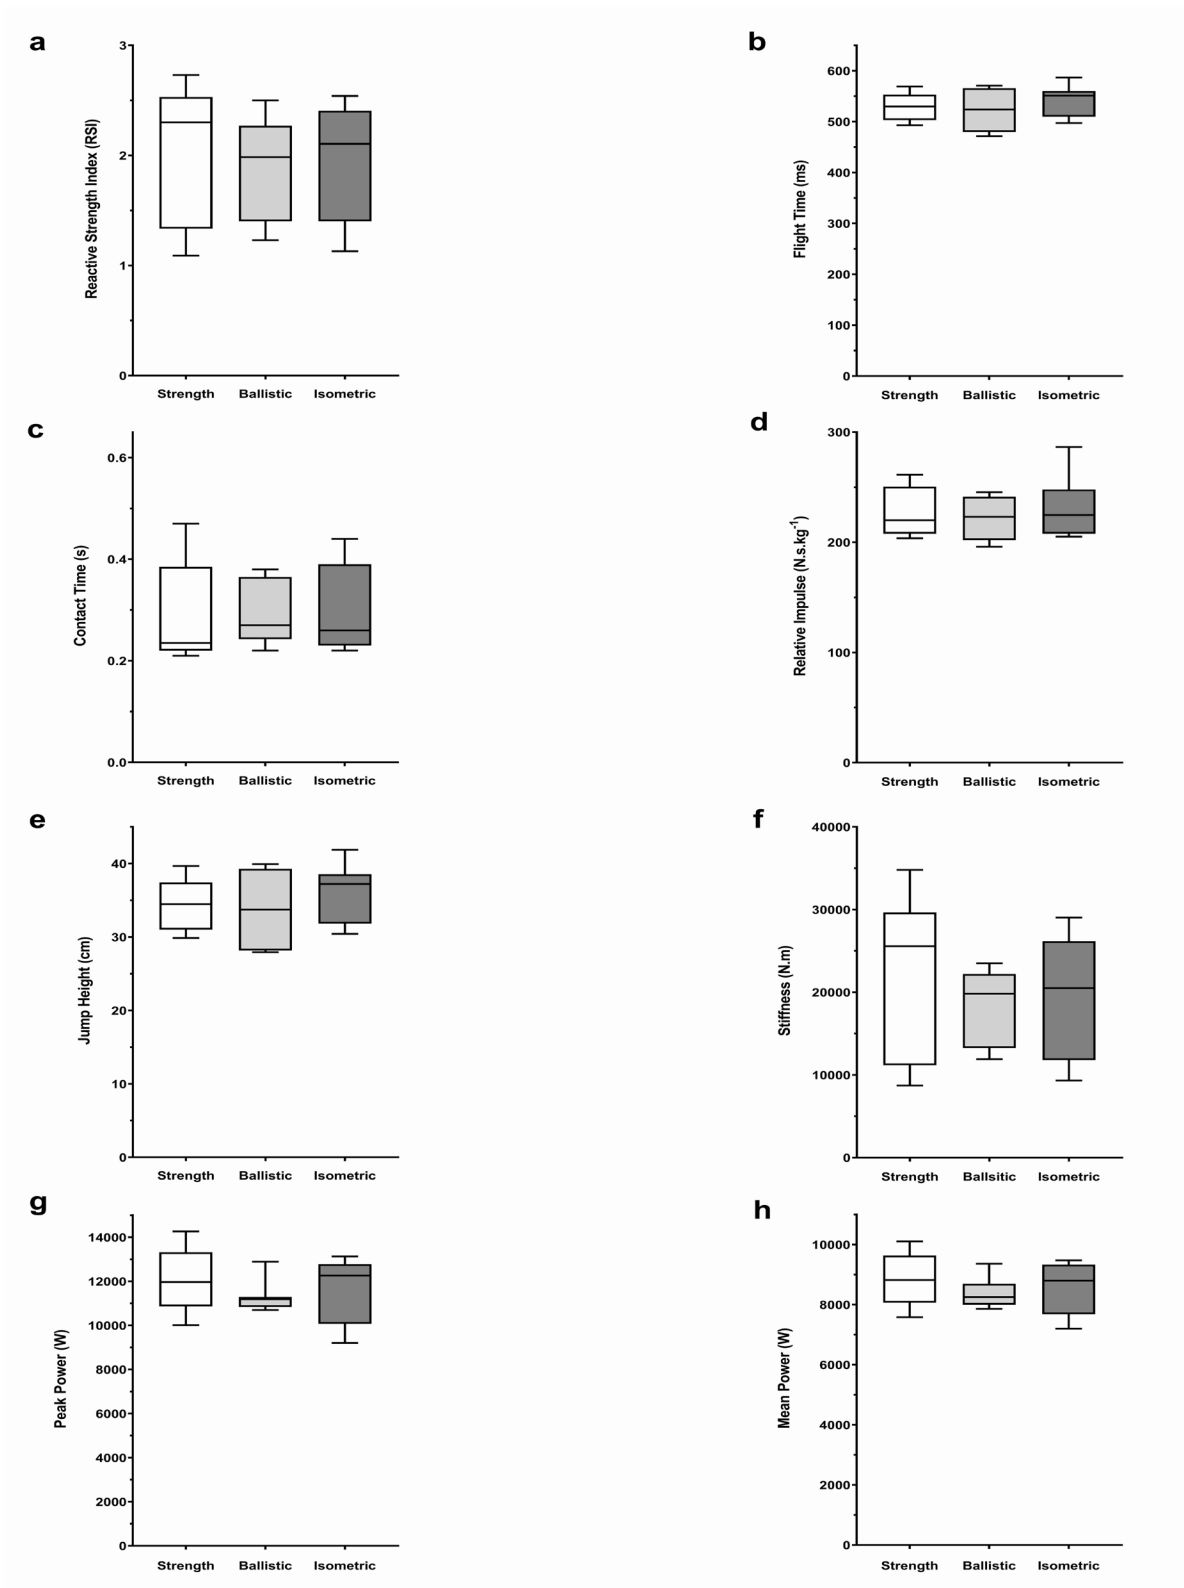 a
Reactive Strength Index (RSI)
3
2
1
0
Strength Ballistic Isometric
b
Flight Time (ms)
600
500
400
300
200
100
0
Strength Ballistic Isometric
c
Contact Time (s)
0.6
0.4
0.2
0.0
Strength Ballistic Isometric
d
Relative Impulse (N.s.kg-1)
300
200
100
0
Strength Ballistic Isometric
e
Jump Height (cm)
40
30
20
10
0
Strength Ballistic Isometric
f
Stiffness (N.m)
40000
30000
20000
10000
0
Strength Ballsitic Isometric
g
Peak Power (W)
14000
12000
10000
8000
6000
4000
2000
0
Strength Ballistic Isometric
h
Mean Power (W)
10000
8000
6000
4000
2000
0
Strength Ballistic Isometric